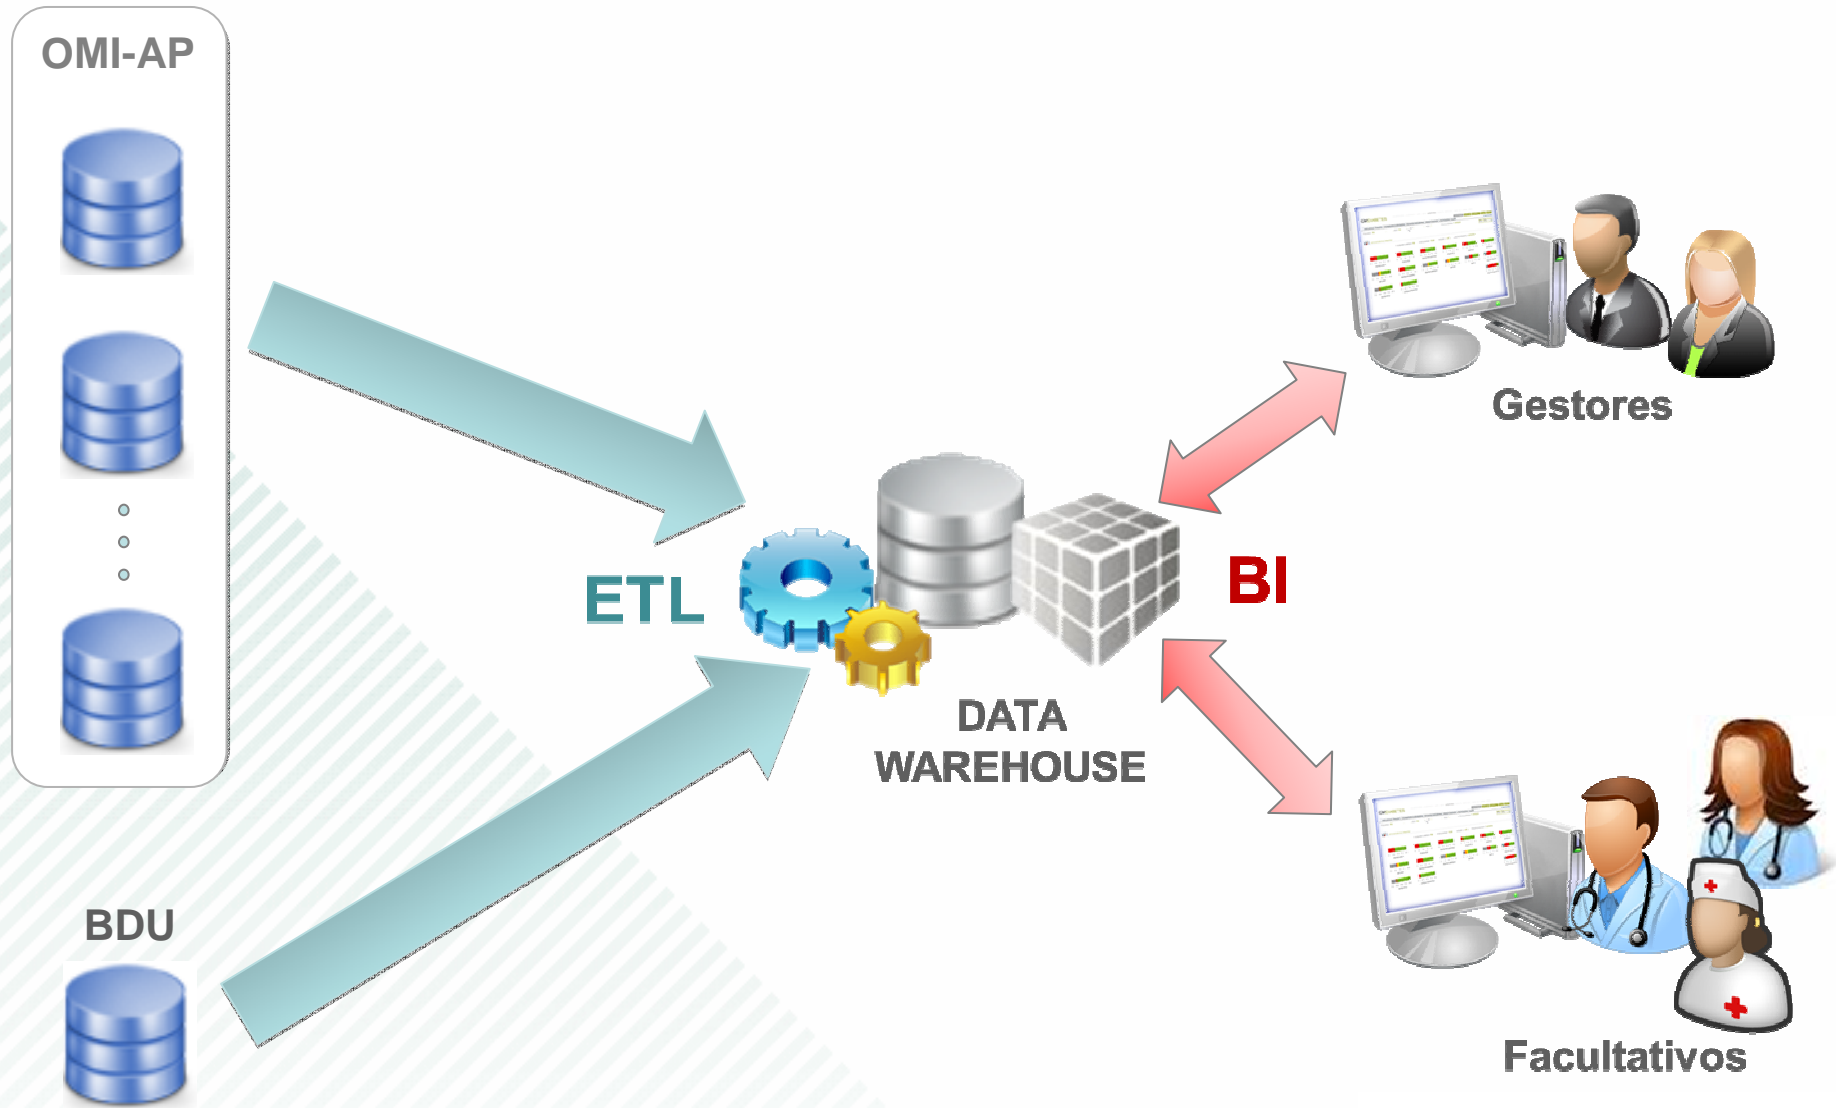 OMI-AP
ETL
DATA
WAREHOUSE
BI
Gestores
BDU
Facultativos